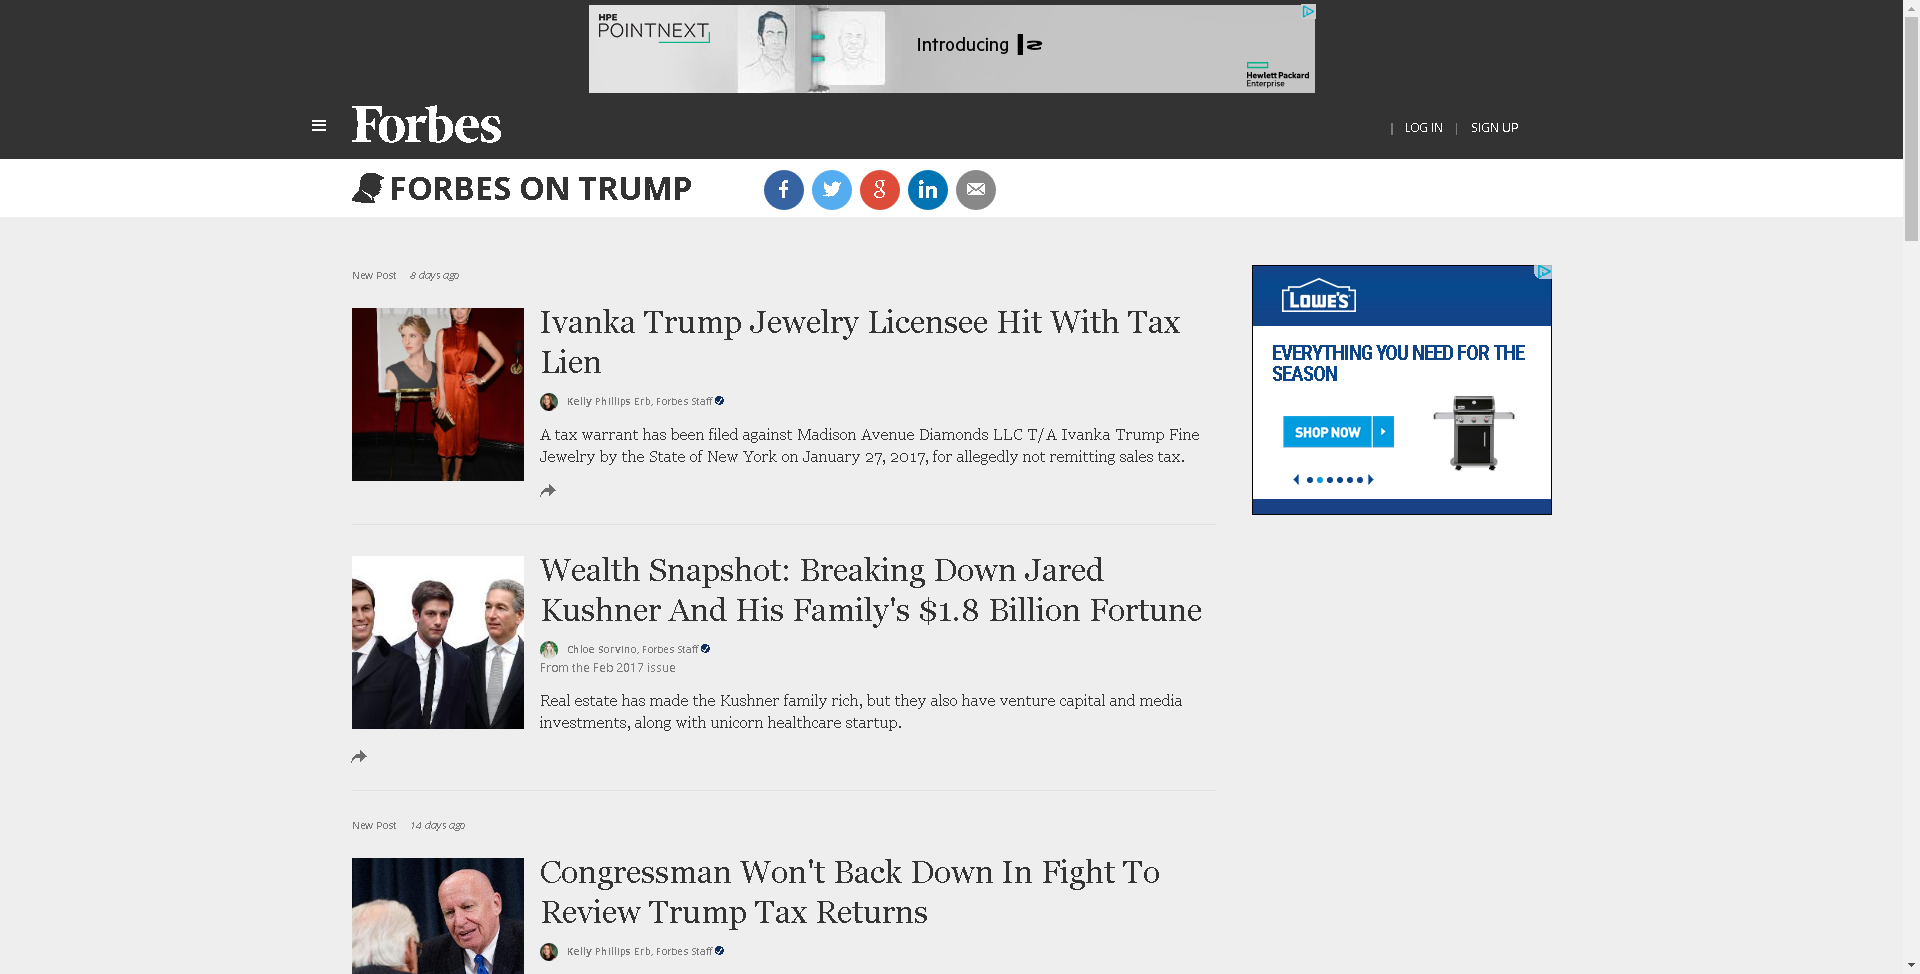 HPE
POINTNEXT
Introducing
Hewlett Packard
Enterprise
Forbes
| LOG IN | SIGN UP
FORBES ON TRUMP
New Post 8 days ago
Ivanka Trump Jewelry Licensee Hit With Tax
Lien
Kelly Phillips Erb, Forbes Staff
A tax warrant has been filed against Madison Avenue Diamonds LLC T/A Ivanka Trump Fine
Jewelry by the State of New York on January 27, 2017, for allegedly not remitting sales tax.
LOWE'S
EVERYTHING YOU NEED FOR THE
SEASON
SHOP NOW
Wealth Snapshot: Breaking Down Jared
Kushner And His Family's $1.8 Billion Fortune
Chloe Sorvino, Forbes Staff
From the Feb 2017 issue
Real estate has made the Kushner family rich, but they also have venture capital and media
investments, along with unicorn healthcare startup.
New Post 14 days ago
Congressman Won't Back Down In Fight To
Review Trump Tax Returns
Kelly Phillips Erb, Forbes Staff